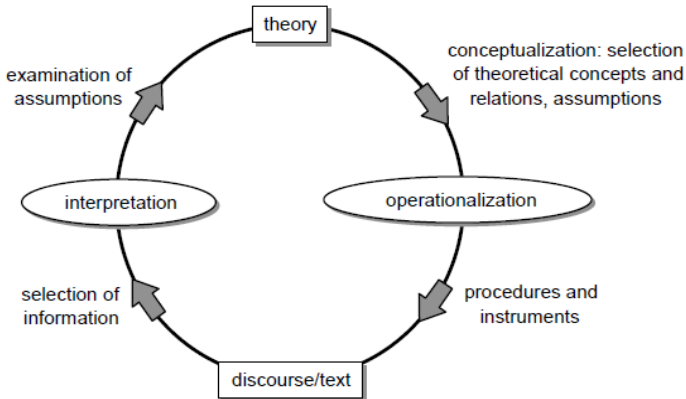 theory
conceptualization: selection
of theoretical concepts and
relations, assumptions
examination of
assumptions
interpretation
operationalization
selection of
information
procedures and
instruments
discourse/text